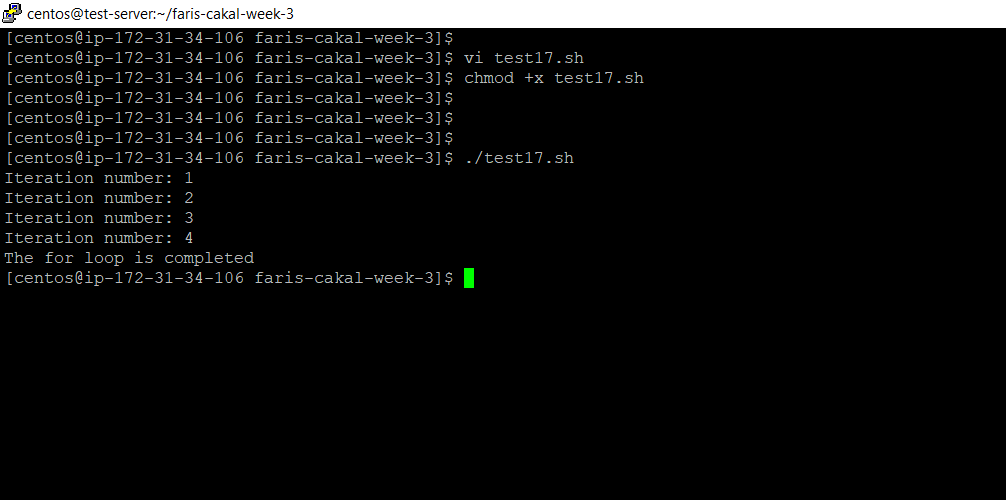 centos@test-server:~/faris-cakal-week-3
[centos@ip-172-31-34-106 faris-cakal-week-3]$
[centos@ip-172-31-34-106 faris-cakal-week-3]$ vi test17.sh
[centos@ip-172-31-34-106 faris-cakal-week-3]$ chmod +x test17.sh
[centos@ip-172-31-34-106 faris-cakal-week-3]$
[centos@ip-172-31-34-106 faris-cakal-week-3]$
[centos@ip-172-31-34-106 faris-cakal-week-3]$
[centos@ip-172-31-34-106 faris-cakal-week-3]$ ./test17.sh
Iteration number: 1
Iteration number: 2
Iteration number: 3
Iteration number: 4
The for loop is completed
[centos@ip-172-31-34-106 faris-cakal-week-3]$